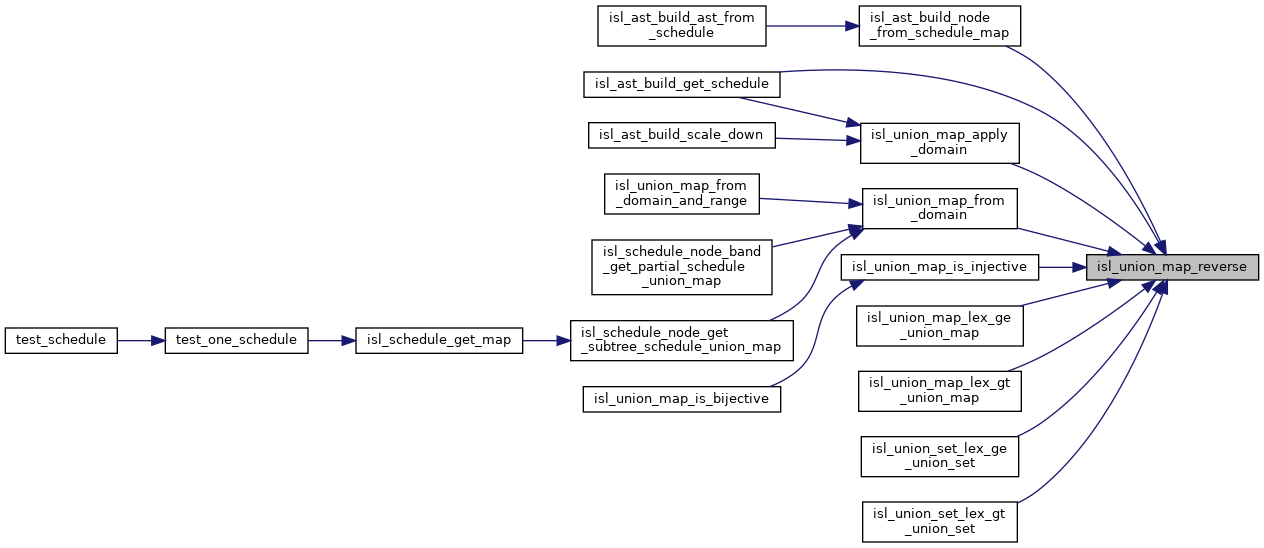 isl_ast_build_ast_from
_schedule
isl_ast_build_node
_from_schedule_map
isl_ast_build_get_schedule
isl_ast_build_scale_down
isl_union_map_apply
_domain
isl_union_map_from
_domain_and_range
isl_union_map_from
_domain
isl_schedule_node_band
_get_partial_schedule
_union_map
isl_union_map_is_injective
isl_union_map_reverse
isl_union_map_lex_ge
_union_map
test_schedule
test_one_schedule
isl_schedule_get_map
isl_schedule_node_get
_subtree_schedule_union_map
isl_union_map_is_bijective
isl_union_map_lex_gt
_union_map
isl_union_set_lex_ge
_union_set
isl_union_set_lex_gt
_union_set